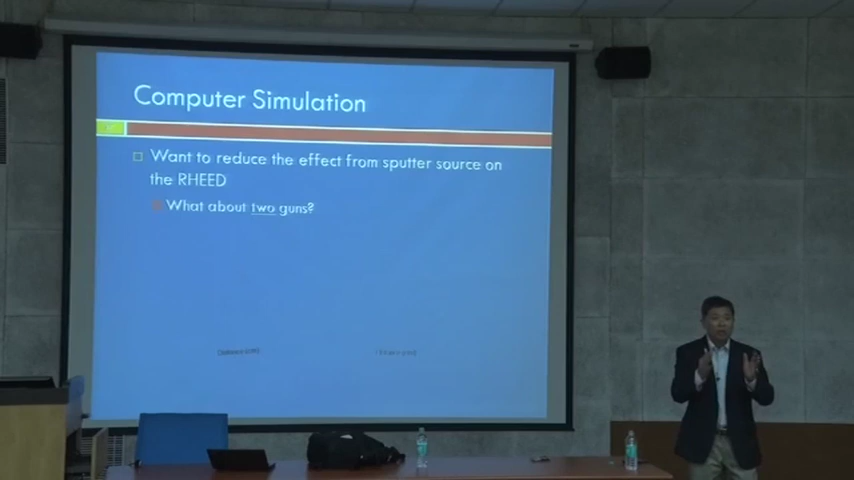 Computer Simulation
Want to reduce the effect from sputter source on
the RHEED
What about two guns?